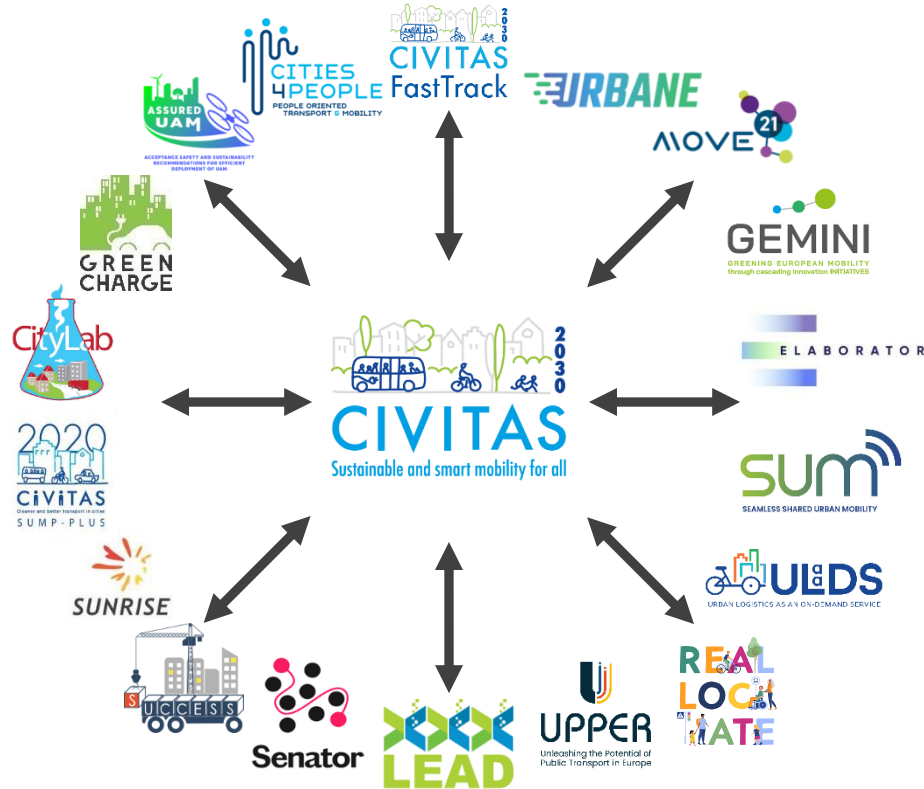 2030
CIVITAS
FastTrack
CITIES
4PEOPLE
PEOPLE ORIENTED
TRANSPORT & MOBILITY
URBANE
MOVE 21
ASSURED
UAM
ACCEPTANCE SAFETY AND SUSTAINABILITY
RECOMMENDATIONS FOR EFFICIENT
DEPLOYMENT OF UAM
GREEN
CHARGE
GEMINI
GREENING EUROPEAN MOBILITY
through cascading innovation INITIATIVES
CityLab
ELABORATOR
2030
CIVITAS
Sustainable and smart mobility for all
2020
CIVITAS
Cleaner and better transport in cities
SUMP-PLUS
sum
SEAMLESS SHARED URBAN MOBILITY
SUNRISE
ULaaDS
URBAN LOGISTICS AS AN ON-DEMAND SERVICE
SUCCESS
Senator
LEAD
UPPER
Unleashing the Potential of
Public Transport in Europe
REAL
LOC
ATE